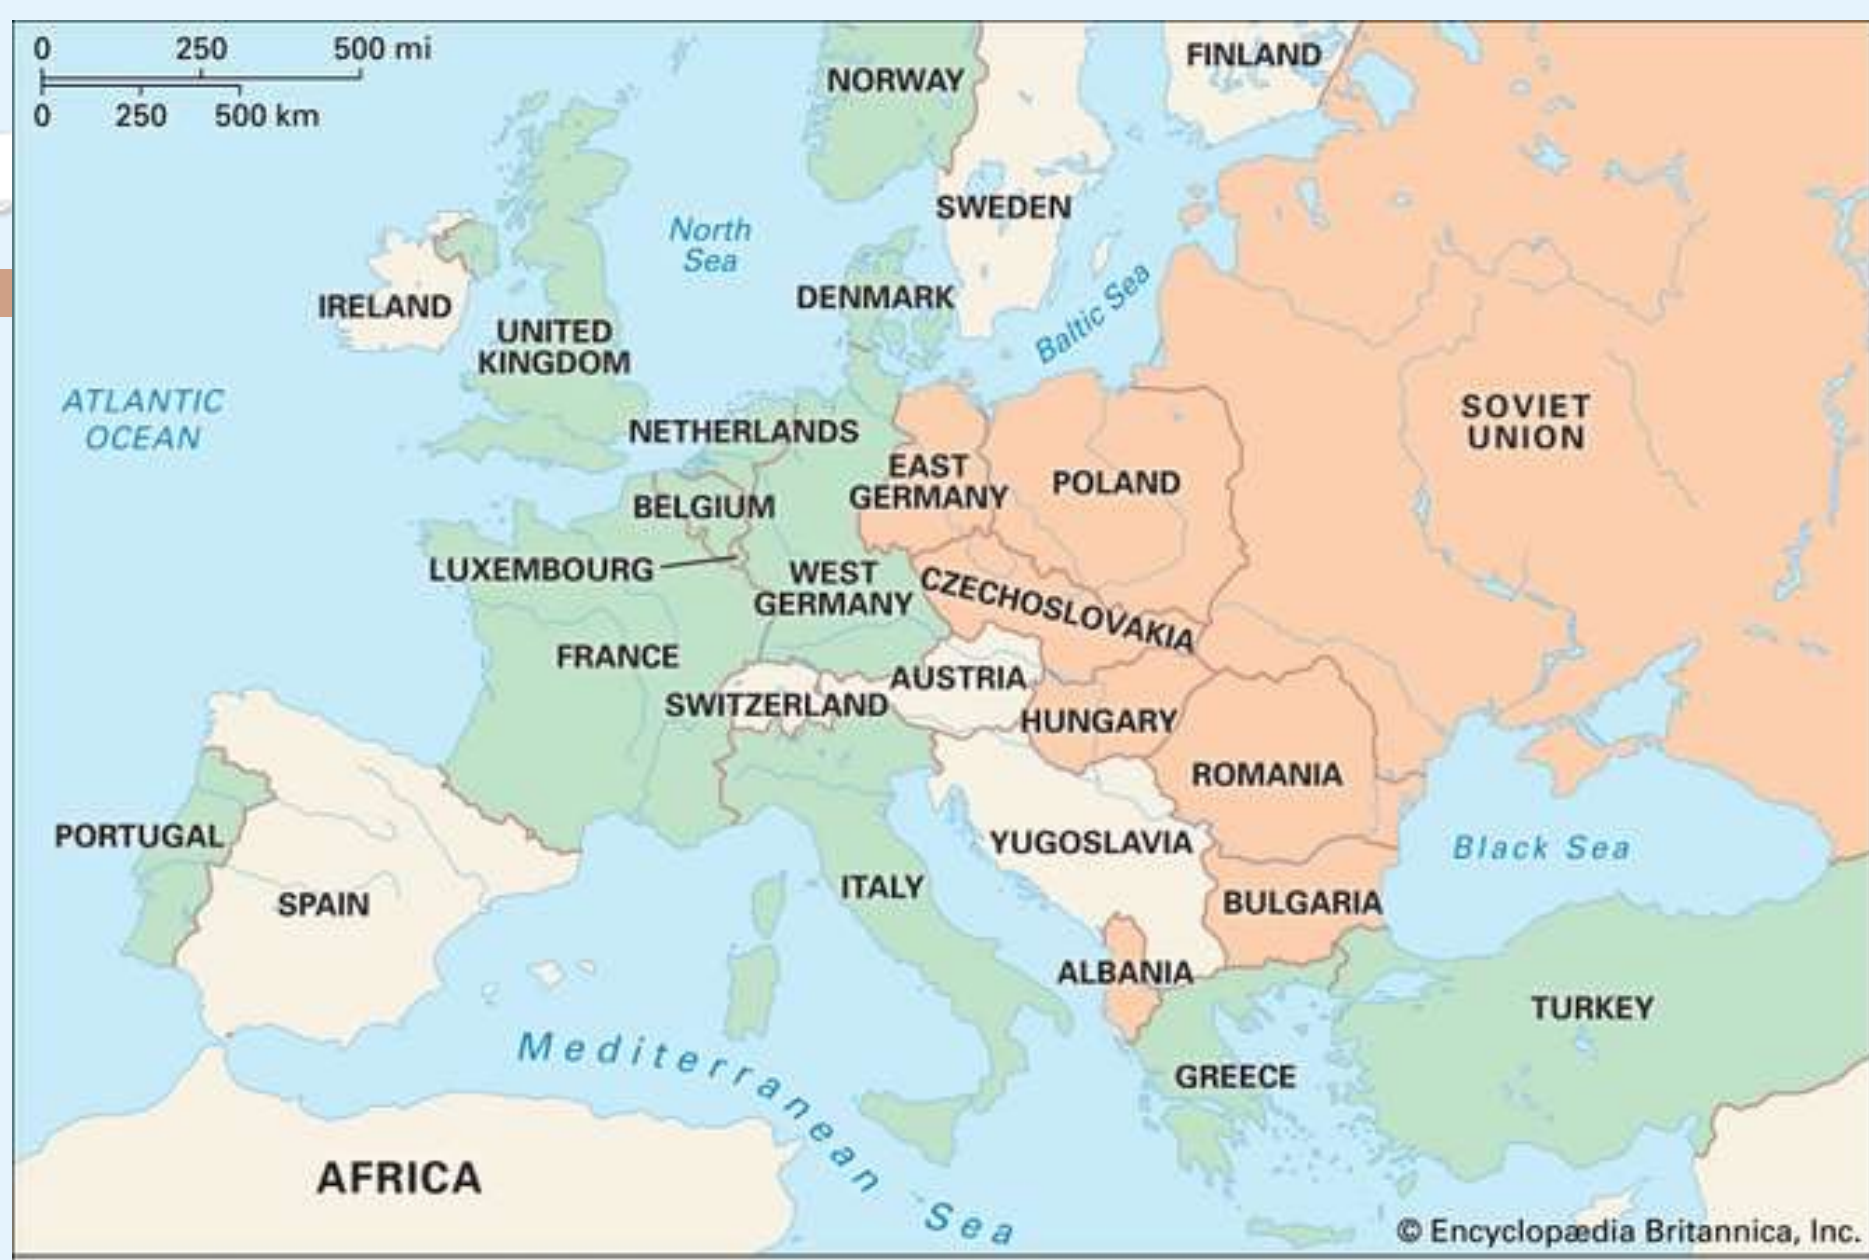 0 250 500 mi
0 250 500 km
NORWAY
FINLAND
SWEDEN
North
Sea
DENMARK
Baltic Sea
IRELAND
UNITED
KINGDOM
ATLANTIC
OCEAN
NETHERLANDS
SOVIET
UNION
EAST
GERMANY
POLAND
BELGIUM
LUXEMBOURG
WEST
GERMANY
CZECHOSLOVAKIA
FRANCE
AUSTRIA
SWITZERLAND
HUNGARY
ROMANIA
PORTUGAL
YUGOSLAVIA
Black Sea
SPAIN
ITALY
BULGARIA
ALBANIA
TURKEY
Mediterranean Sea
GREECE
AFRICA
© Encyclopædia Britannica, Inc.